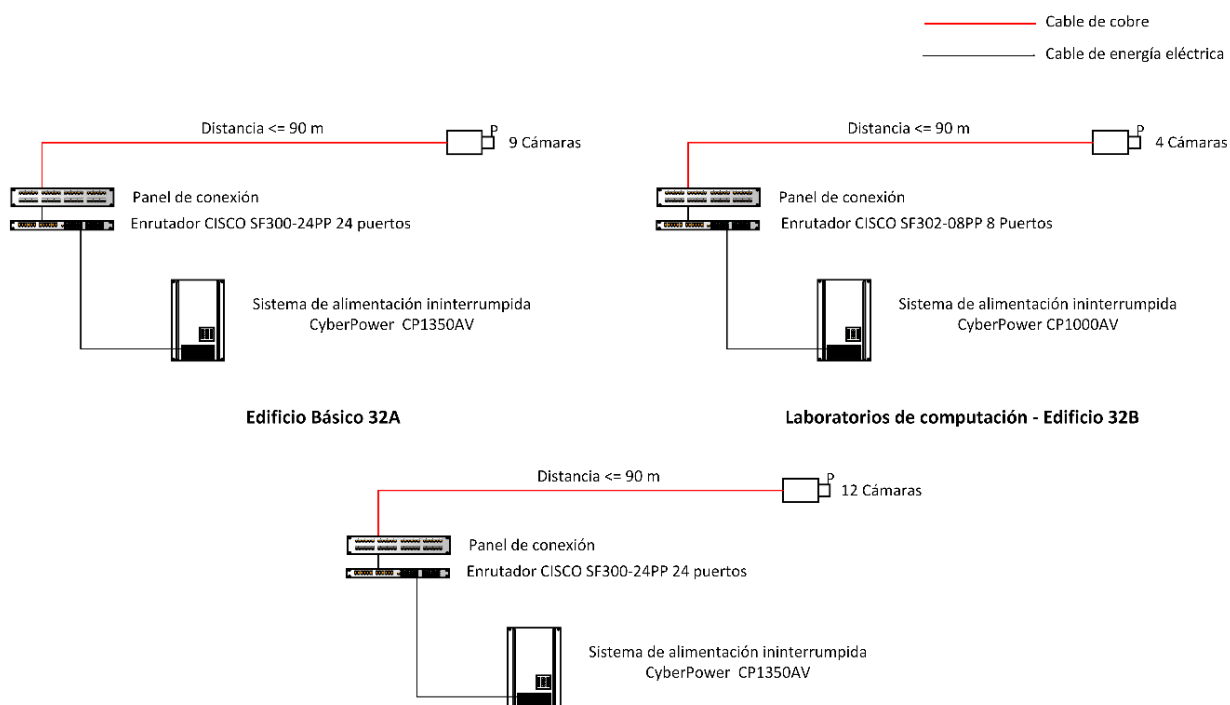 Cable de cobre
Cable de energía eléctrica
Distancia <= 90 m
P
9 Cámaras
Panel de conexión
Enrutador CISCO SF300-24PP 24 puertos
Sistema de alimentación ininterrumpida
CyberPower CP1350AV
Edificio Básico 32A
Distancia <= 90 m
P
4 Cámaras
Panel de conexión
Enrutador CISCO SF302-08PP 8 Puertos
Sistema de alimentación ininterrumpida
CyberPower CP1000AV
Laboratorios de computación - Edificio 32B
Distancia <= 90 m
P
12 Cámaras
Panel de conexión
Enrutador CISCO SF300-24PP 24 puertos
Sistema de alimentación ininterrumpida
CyberPower CP1350AV